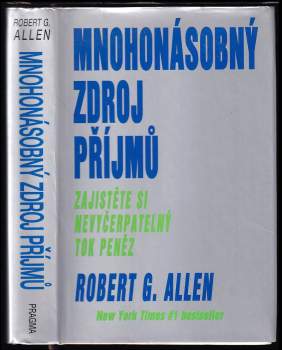 ROBERT G.
ALLEN
MNOHONÁSOBNÝ ZDROJ PŘÍJMŮ
PRAGMA
MNOHONÁSOBNÝ
ZDROJ
PŘÍJMŮ
ZAJISTĚTE SI
NEVYČERPATELNÝ
TOK PENĚZ
ROBERT G. ALLEN
New York Times #1 bestseller